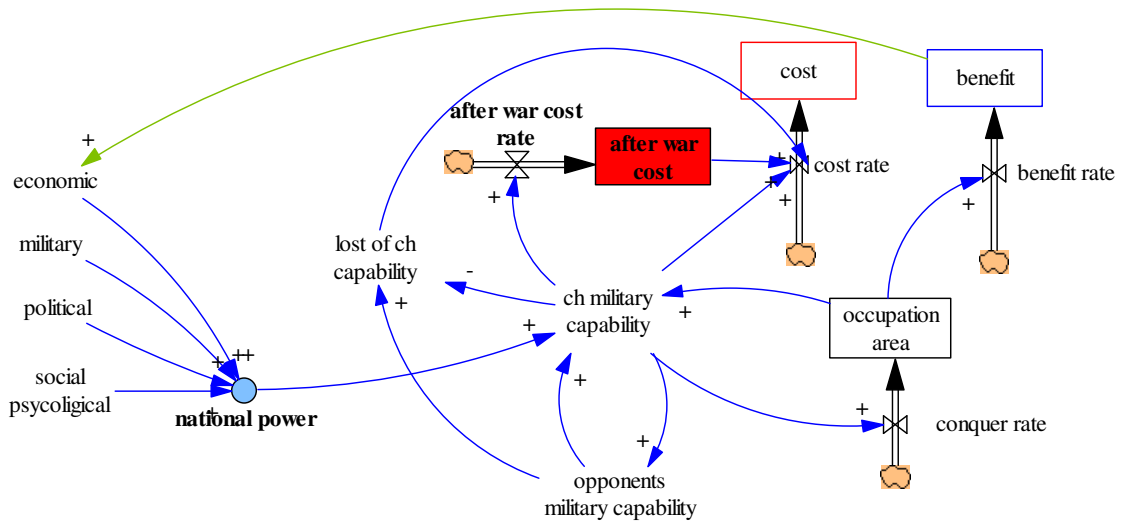 cost
benefit
after war cost
rate
after war
cost
cost rate
benefit rate
+
economic
+
+
+
+
+
military
lost of ch
capability
-
+
ch military
capability
+
occupation
area
political
+
++
+
social
psycoligical
+
national power
+
+
+
conquer rate
opponents
military capability